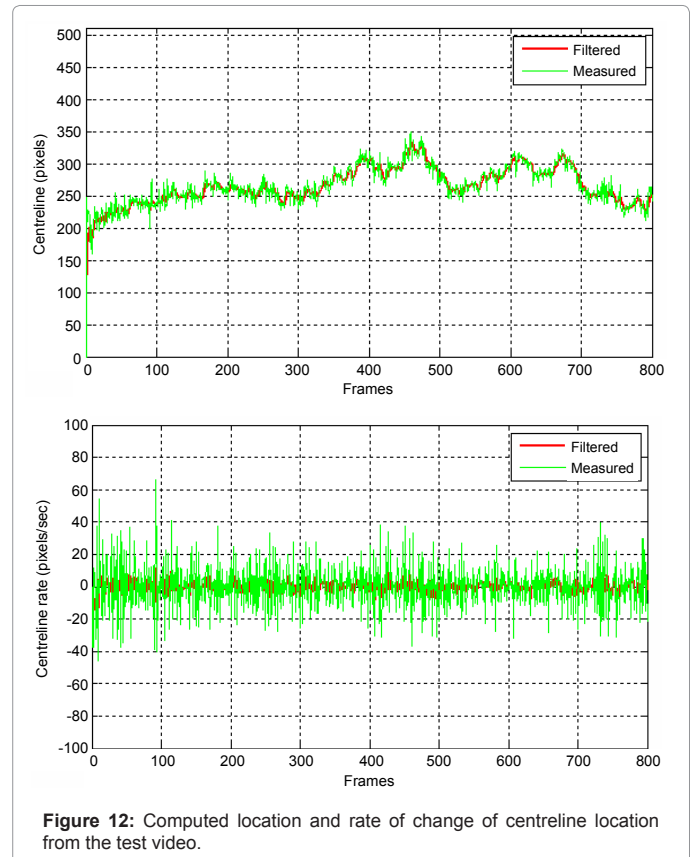 500
450
400
350
300
250
200
150
100
50
0
Centreline (pixels)
Filtered
Measured
0 100 200 300 400 500 600 700 800
Frames
100
80
60
40
20
0
-20
-40
-60
-80
-100
Centreline rate (pixels/sec)
Filtered
Measured
0 100 200 300 400 500 600 700 800
Frames
Figure 12: Computed location and rate of change of centreline location
from the test video.